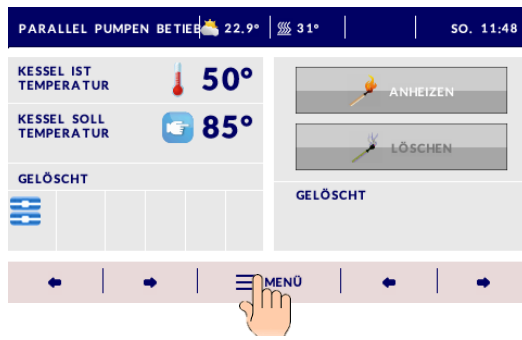 PARALLEL PUMPEN BETIEB 22.9° 31° SO. 11:48
KESSEL IST
TEMPERATUR 50°
KESSEL SOLL
TEMPERATUR 85°
GELÖSCHT
ANHEIZEN
LÖSCHEN
GELÖSCHT
MENÜ